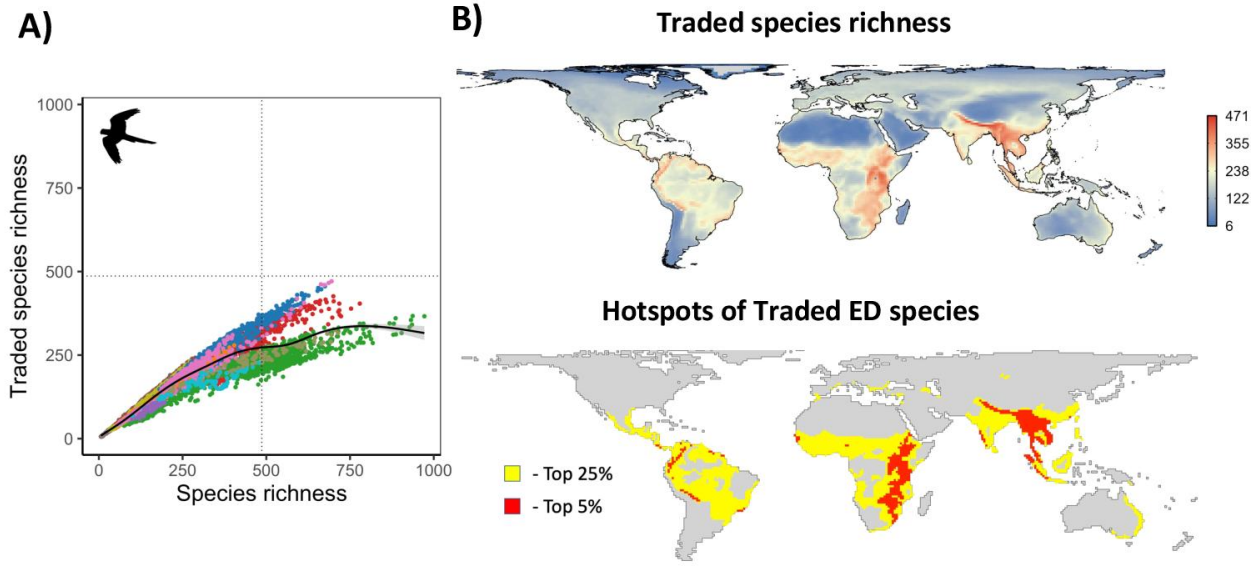 A)
Traded species richness
1000
750
500
250
0
0 250 500 750 1000
Species richness
B)
Traded species richness
471
355
238
122
6
Hotspots of Traded ED species
- Top 25%
- Top 5%